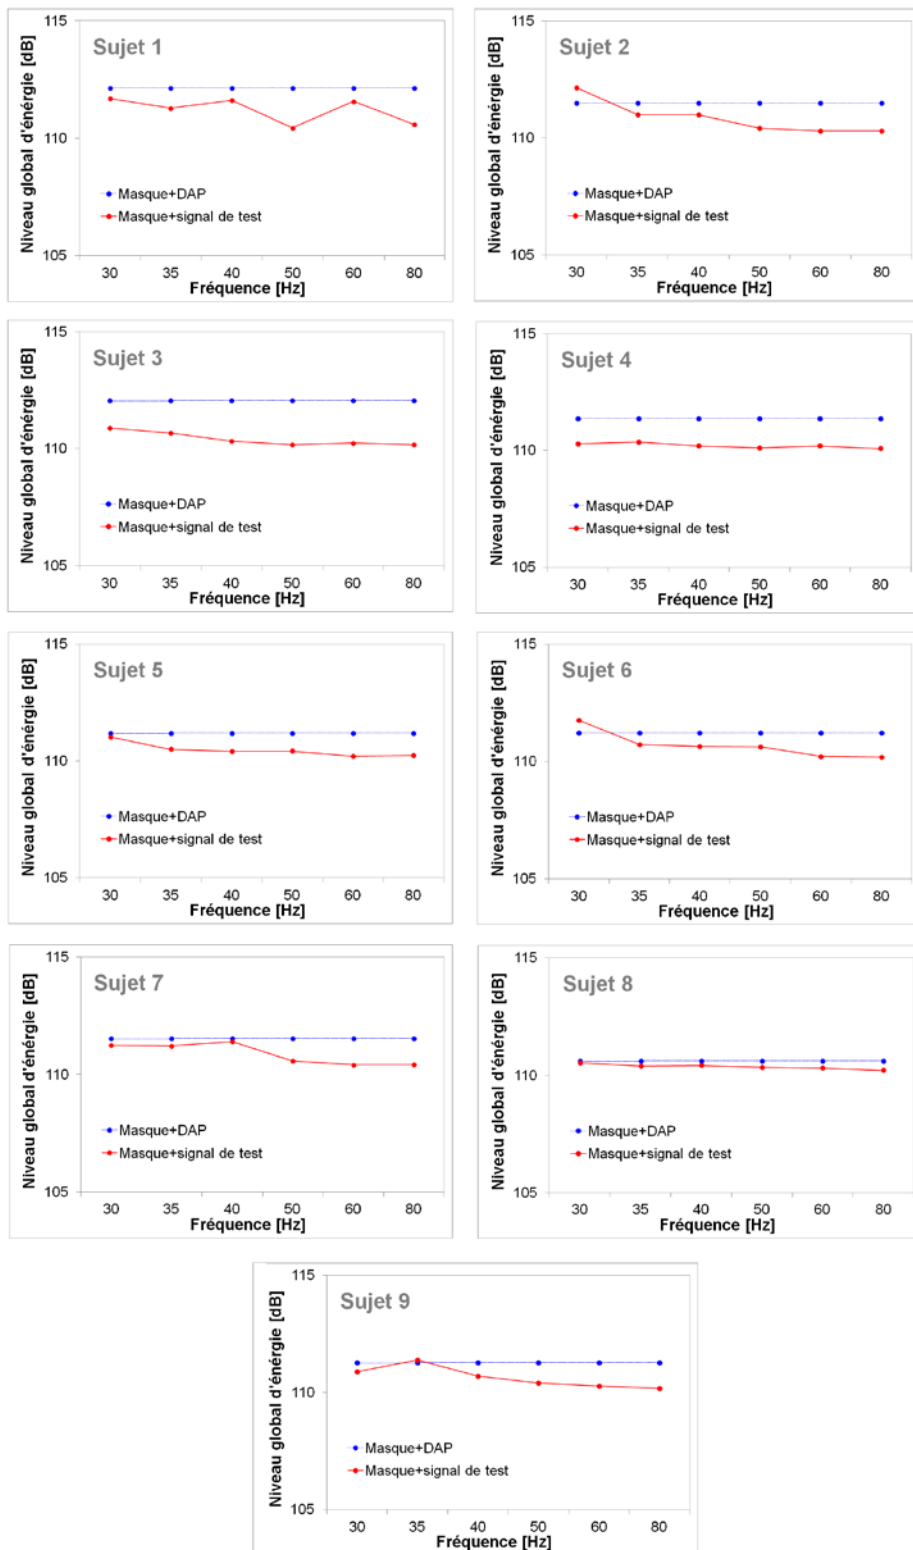 Sujet 1
Niveau global d'énérgie [dB]
115
110
105
Masque+DAP
Masque+signal de test
30 35 40 50 60 80
Fréquence [Hz]
Sujet 2
Niveau global d'énérgie [dB]
115
110
105
Masque+DAP
Masque+signal de test
30 35 40 50 60 80
Fréquence [Hz]
Sujet 3
Niveau global d'énérgie [dB]
115
110
105
Masque+DAP
Masque+signal de test
30 35 40 50 60 80
Fréquence [Hz]
Sujet 4
Niveau global d'énérgie [dB]
115
110
105
Masque+DAP
Masque+signal de test
30 35 40 50 60 80
Fréquence [Hz]
Sujet 5
Niveau global d'énérgie [dB]
115
110
105
Masque+DAP
Masque+signal de test
30 35 40 50 60 80
Fréquence [Hz]
Sujet 6
Niveau global d'énérgie [dB]
115
110
105
Masque+DAP
Masque+signal de test
30 35 40 50 60 80
Fréquence [Hz]
Sujet 7
Niveau global d'énérgie [dB]
115
110
105
Masque+DAP
Masque+signal de test
30 35 40 50 60 80
Fréquence [Hz]
Sujet 8
Niveau global d'énérgie [dB]
115
110
105
Masque+DAP
Masque+signal de test
30 35 40 50 60 80
Fréquence [Hz]
Sujet 9
Niveau global d'énérgie [dB]
115
110
105
Masque+DAP
Masque+signal de test
30 35 40 50 60 80
Fréquence [Hz]